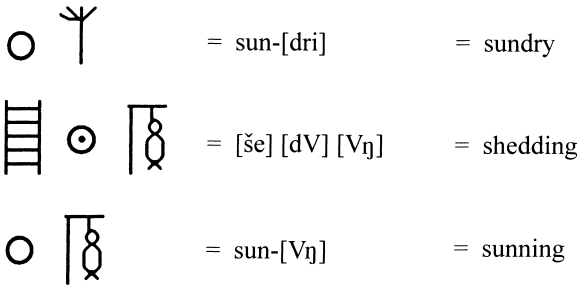 = sun-[dri] = sundry
= [še] [dV] [Vŋ] = shedding
= sun-[Vŋ] = sunning